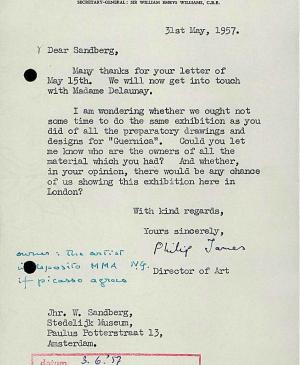 SECRETARY-GENERAL: SIR WILLIAM EMRYS WILLIAMS, C.B.E.
31st May, 1957.
Dear Sandberg,
Many thanks for your letter of
May 15th. We will now get into touch
with Madame Delaunay.
I am wondering whether we ought not
some time to do the same exhibition as you
did of all the preparatory drawings and
designs for "Guernica". Could you let
me know who are the owners of all the
material which you had? And whether,
in your opinion, there would be any chance
of us showing this exhibition here in
London?
With kind regards,
Yours sincerely,
Philip James
owner: the artist
deposito MMA N.Y.
if picasso agrees
Director of Art
Jhr. W. Sandberg,
Stedelijk Museum,
Paulus Potterstraat 13,
Amsterdam.
datum 3.6.'57